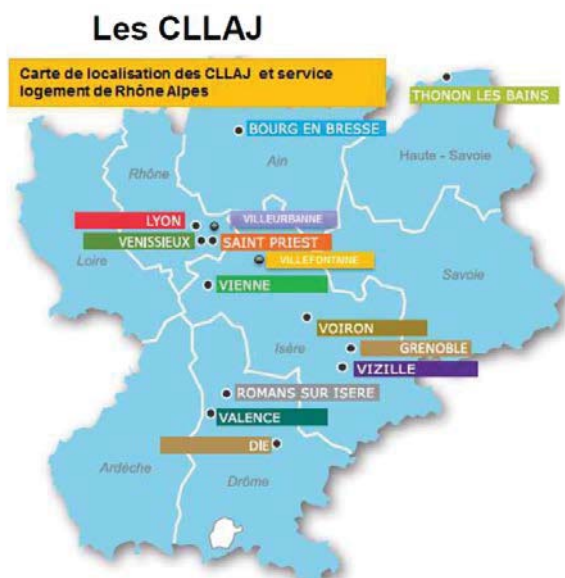 Les CLLAJ
Carte de localisation des CLLAJ et service
logement de Rhône Alpes
THONON LES BAINS
BOURG EN BRESSE
Ain
Haute - Savoie
Rhône
LYON
VILLEURBANNE
VENISSIEUX
SAINT PRIEST
Loire
VILLEFONTAINE
Savoie
VIENNE
VOIRON
Isère
GRENOBLE
VIZILLE
ROMANS SUR ISERE
VALENCE
DIE
Ardèche
Drôme